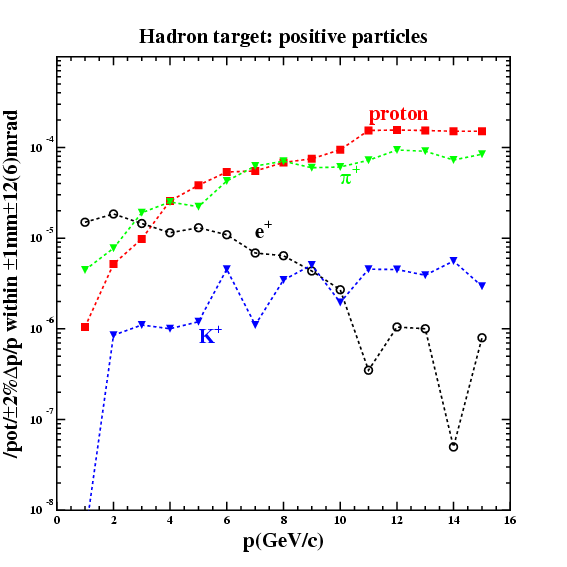 Hadron target: positive particles
/pot/±2%Δp/p within ±1mm±12(6)mrad
10⁻⁴
10⁻⁵
10⁻⁶
10⁻⁷
10⁻⁸
proton
π⁺
e⁺
K⁺
0 2 4 6 8 10 12 14 16
p(GeV/c)